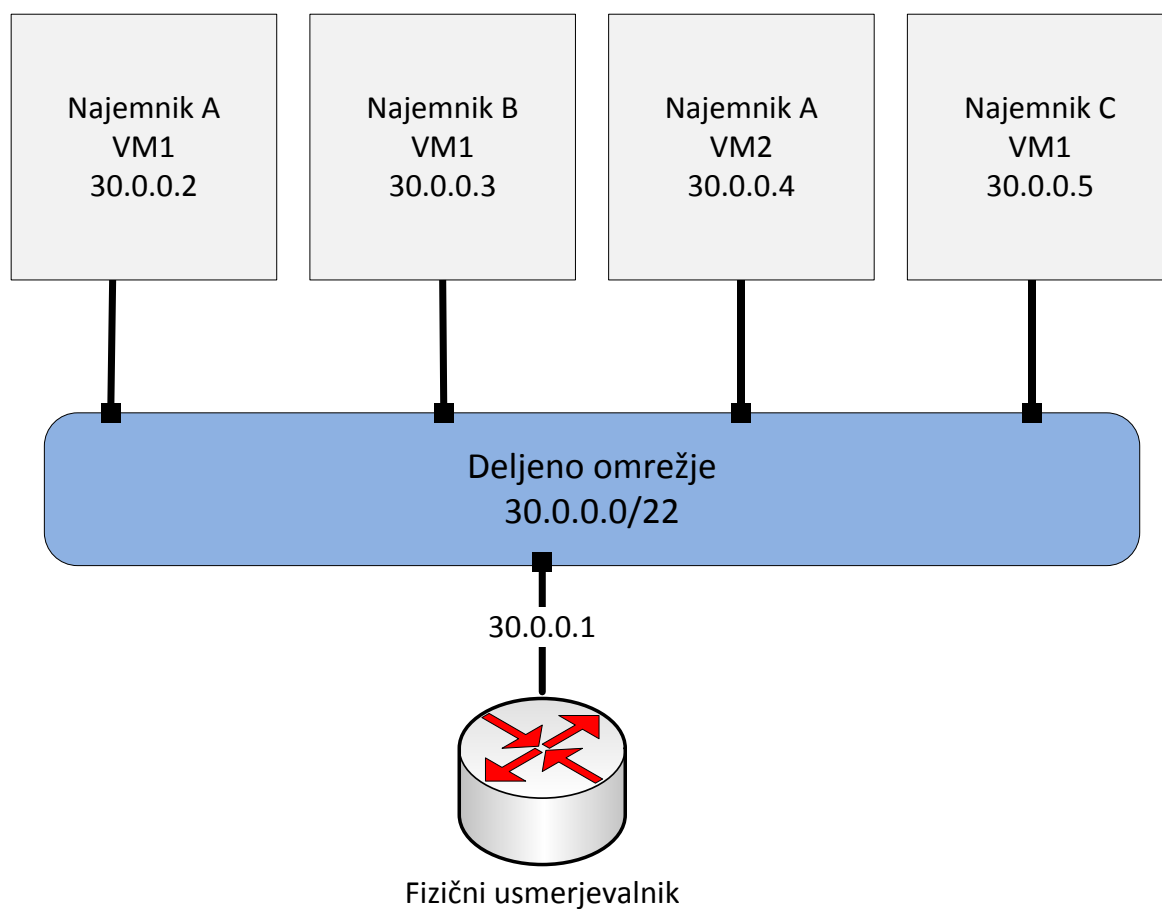 Najemnik A
VM1
30.0.0.2
Najemnik B
VM1
30.0.0.3
Najemnik A
VM2
30.0.0.4
Najemnik C
VM1
30.0.0.5
Deljeno omrežje
30.0.0.0/22
30.0.0.1
Fizični usmerjevalnik